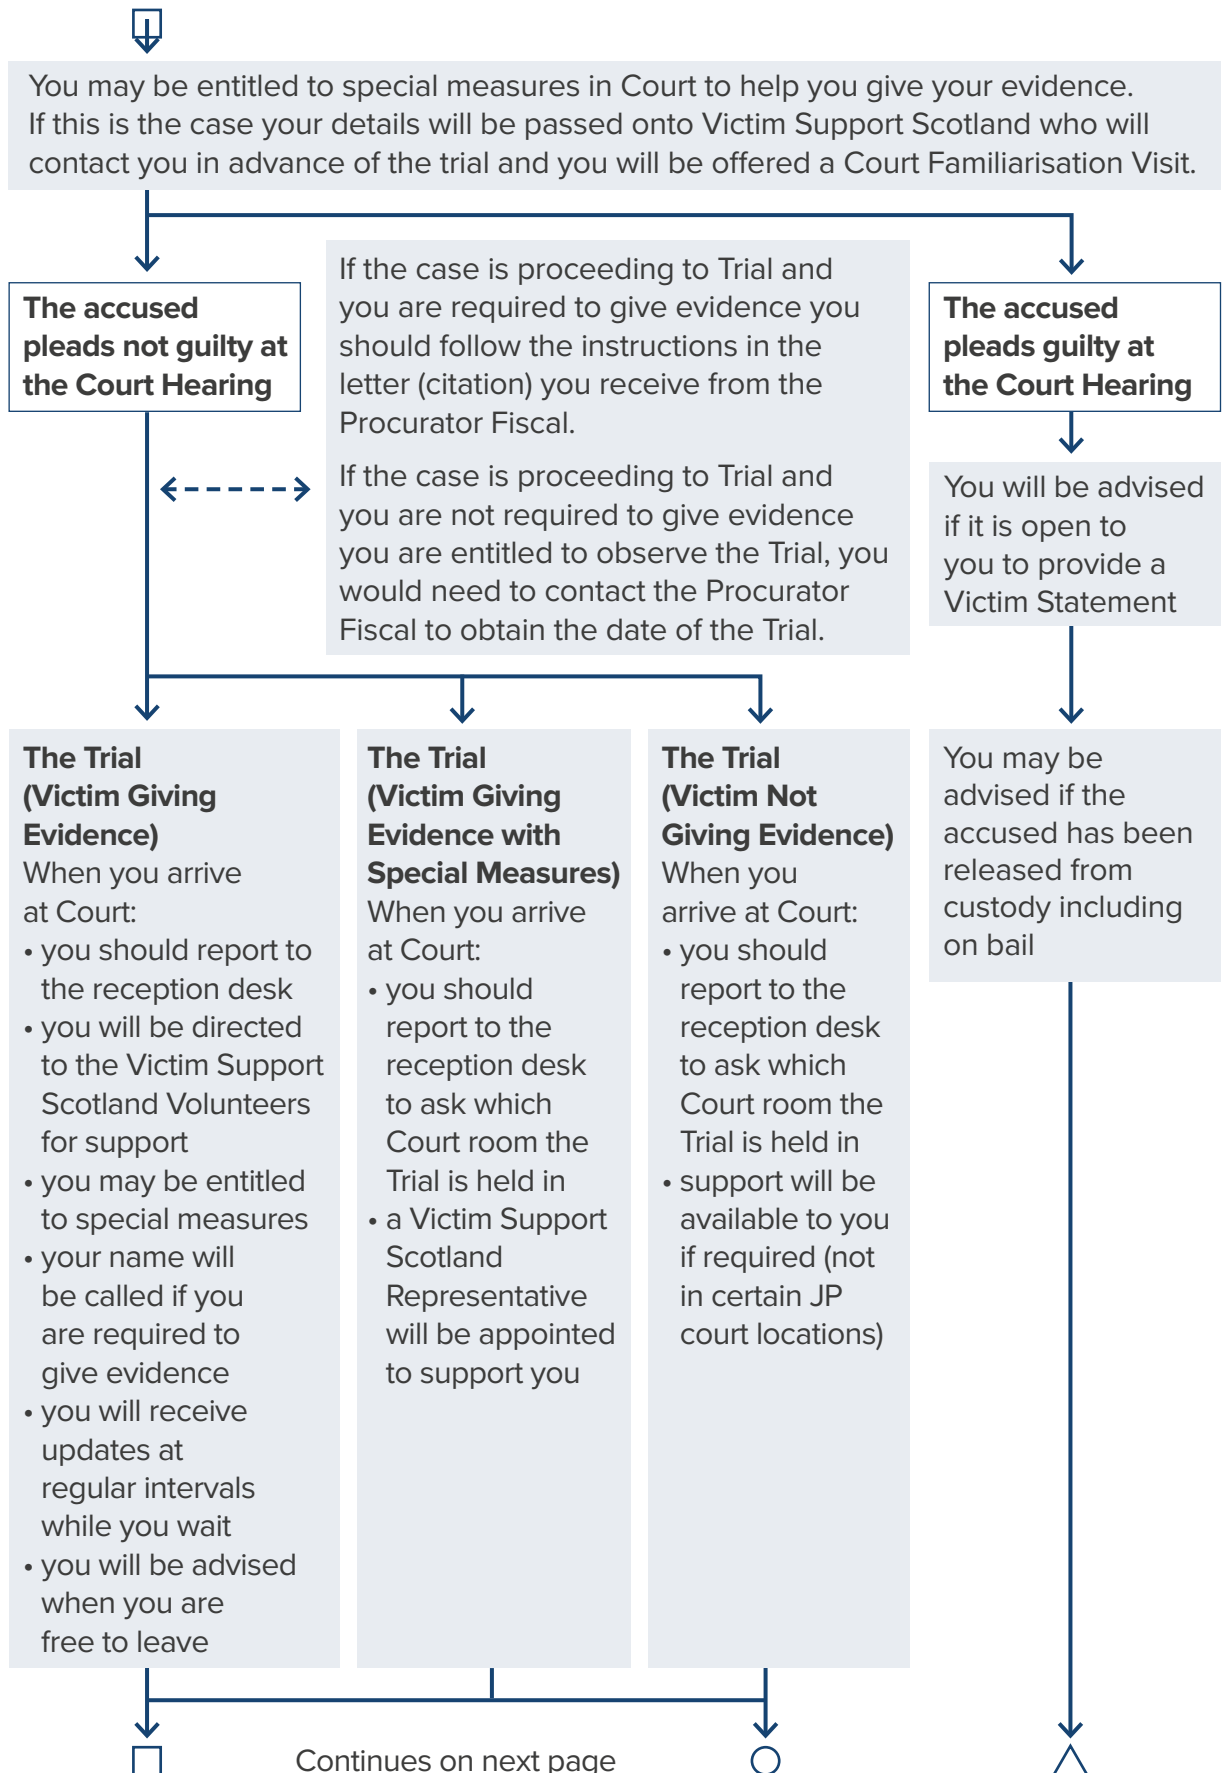 You may be entitled to special measures in Court to help you give your evidence.
If this is the case your details will be passed onto Victim Support Scotland who will
contact you in advance of the trial and you will be offered a Court Familiarisation Visit.
The accused
pleads not guilty at
the Court Hearing
If the case is proceeding to Trial and
you are required to give evidence you
should follow the instructions in the
letter (citation) you receive from the
Procurator Fiscal.
If the case is proceeding to Trial and
you are not required to give evidence
you are entitled to observe the Trial, you
would need to contact the Procurator
Fiscal to obtain the date of the Trial.
The accused
pleads guilty at
the Court Hearing
You will be advised
if it is open to
you to provide a
Victim Statement
The Trial
(Victim Giving
Evidence)
When you arrive
at Court:
• you should report to
the reception desk
• you will be directed
to the Victim Support
Scotland Volunteers
for support
• you may be entitled
to special measures
• your name will
be called if you
are required to
give evidence
• you will receive
updates at
regular intervals
while you wait
• you will be advised
when you are
free to leave
The Trial
(Victim Giving
Evidence with
Special Measures)
When you arrive
at Court:
• you should
report to the
reception desk
to ask which
Court room the
Trial is held in
• a Victim Support
Scotland
Representative
will be appointed
to support you
The Trial
(Victim Not
Giving Evidence)
When you
arrive at Court:
• you should
report to the
reception desk
to ask which
Court room the
Trial is held in
• support will be
available to you
if required (not
in certain JP
court locations)
You may be
advised if the
accused has been
released from
custody including
on bail
Continues on next page